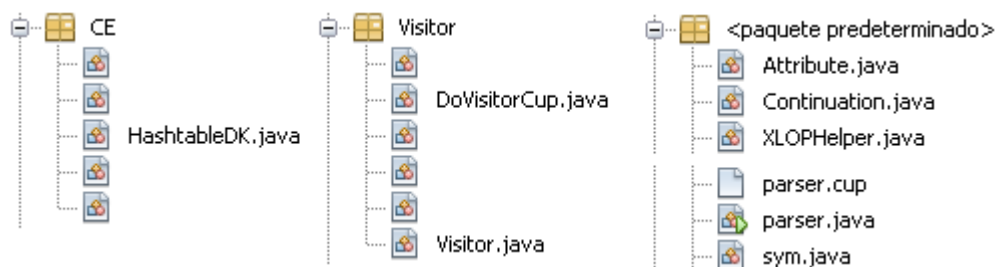 CE
HashtableDK.java
Visitor
DoVisitorCup.java
Visitor.java
<paquete predeterminado>
Attribute.java
Continuation.java
XLOPHelper.java
parser.cup
parser.java
sym.java